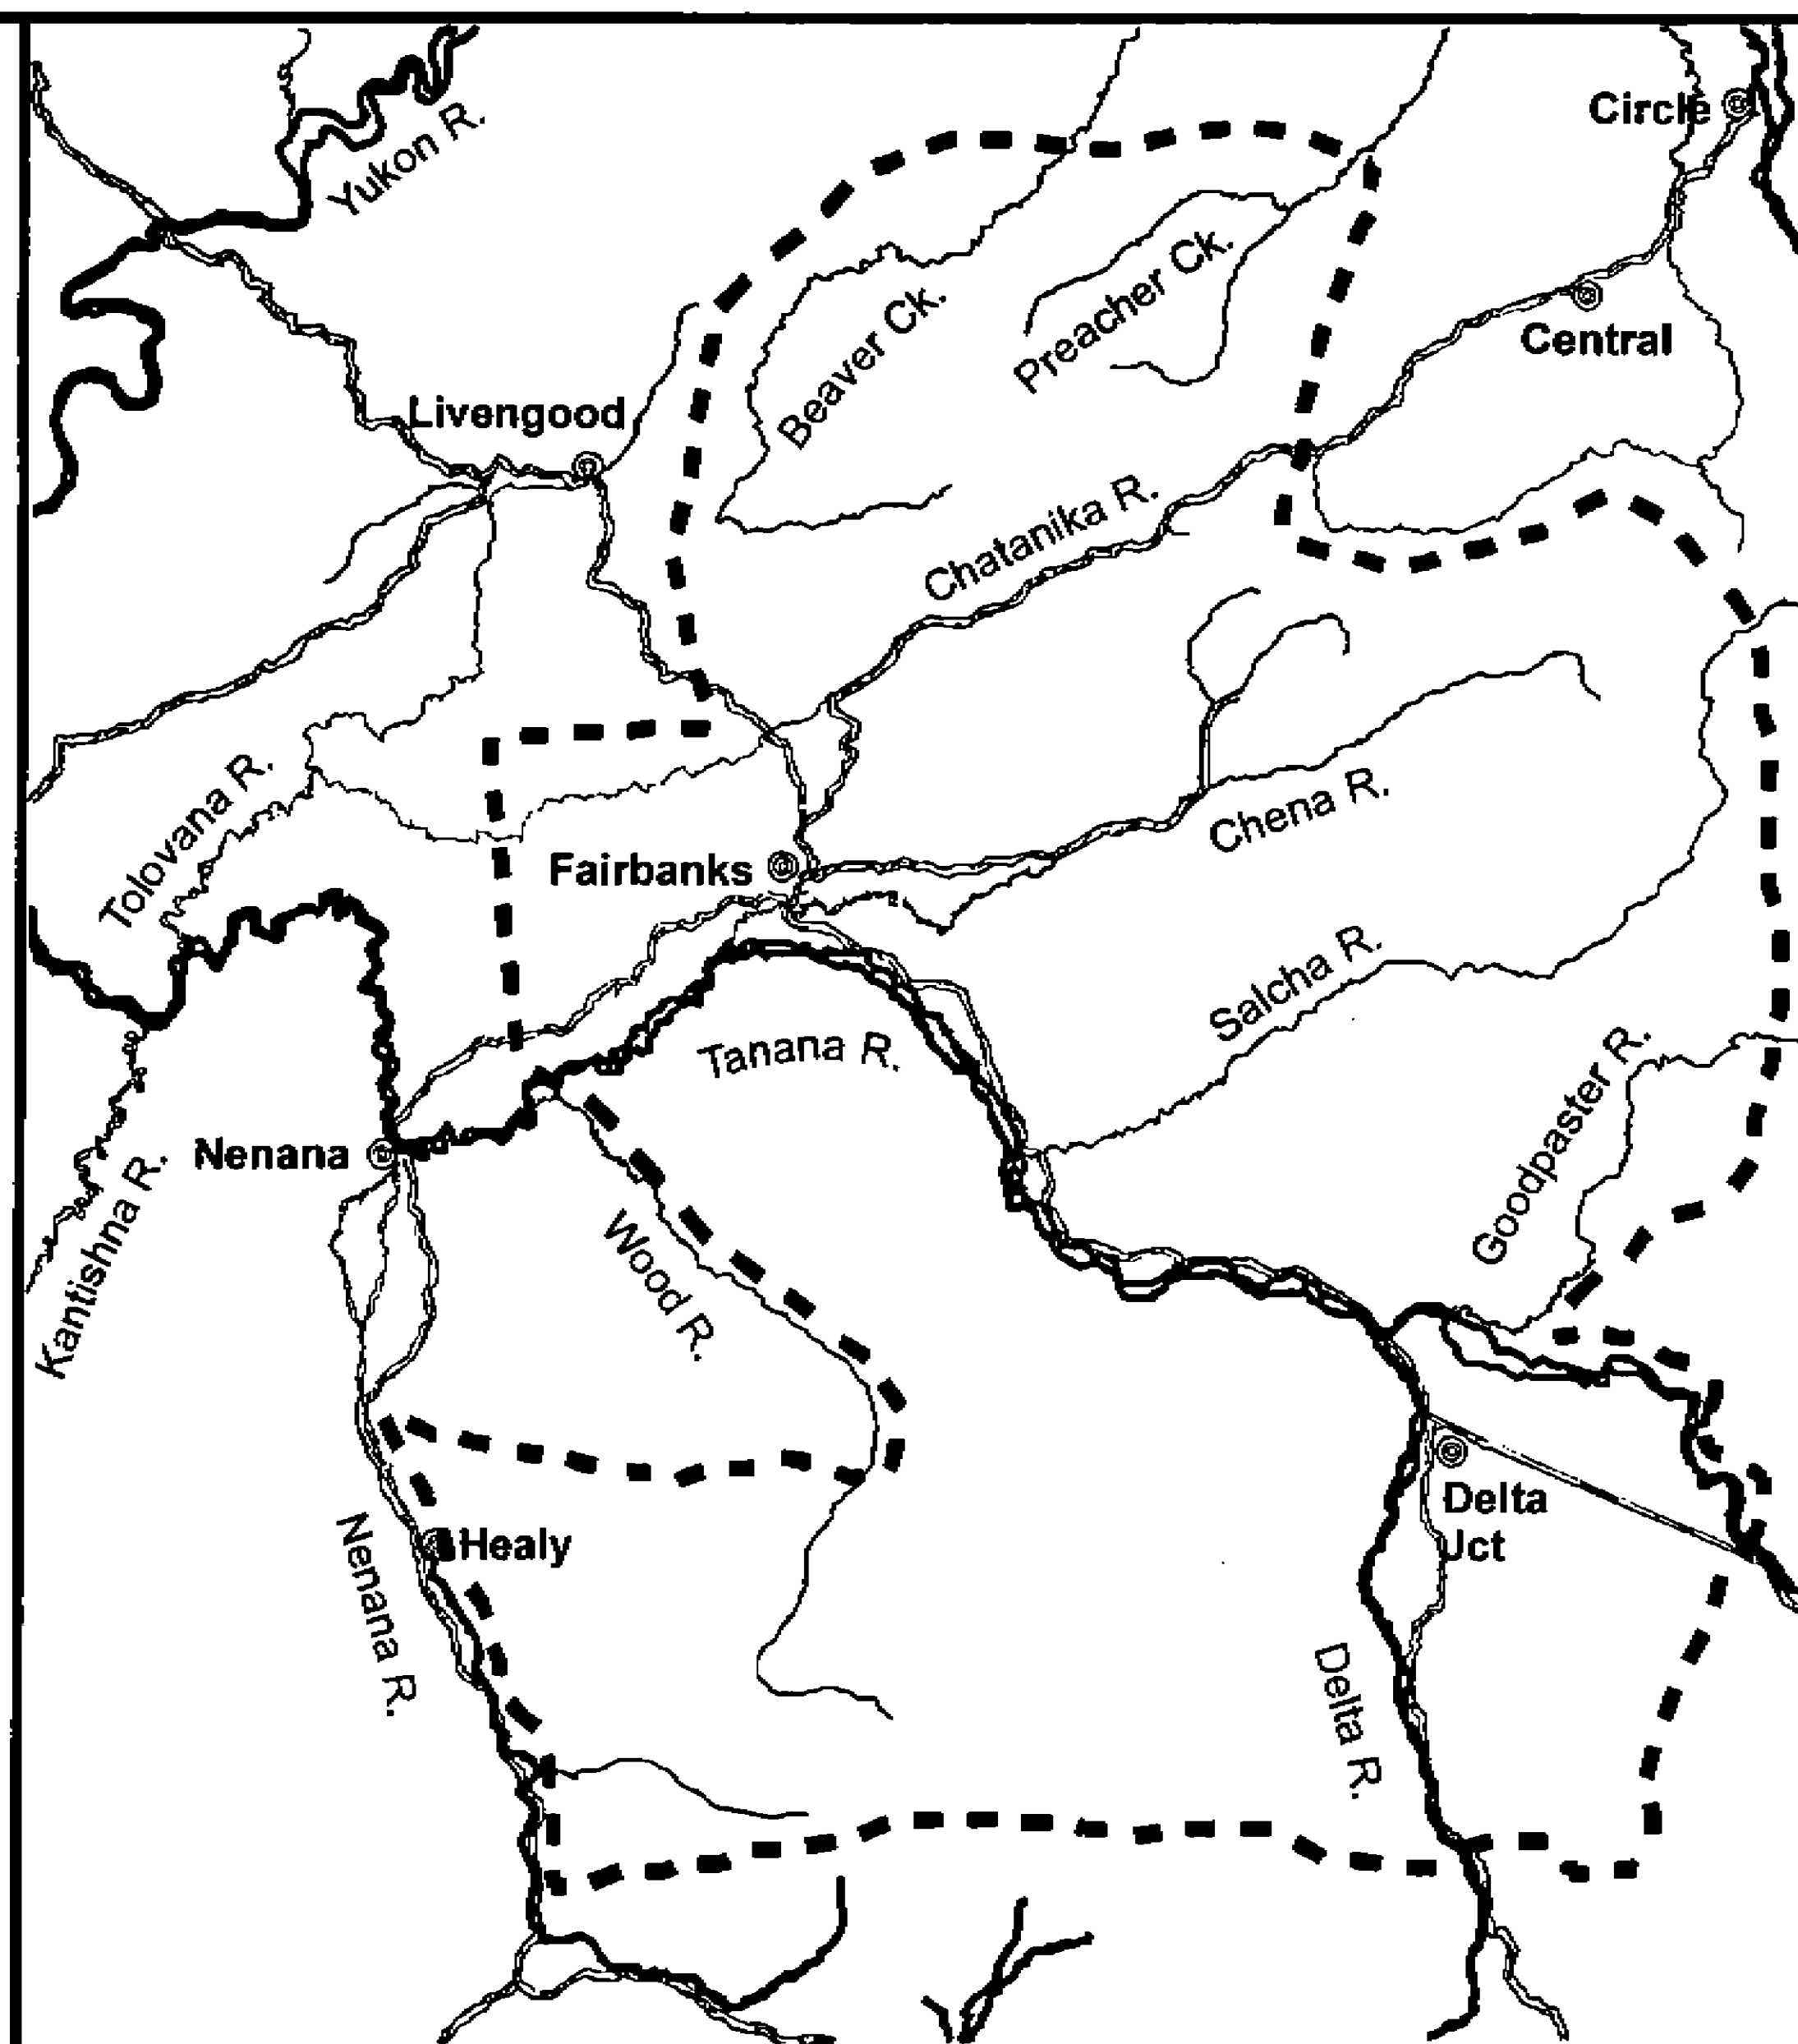 Circle
Yukon R.
Beaver Ck.
Preacher Ck.
Central
Livengood
Chatanika R.
Tolovana R.
Chena R.
Fairbanks
Salcha R.
Tanana R.
Goodpaster R.
Nenana
Kantishna R.
Wood R.
Delta
Jct
Healy
Nenana R.
Delta R.